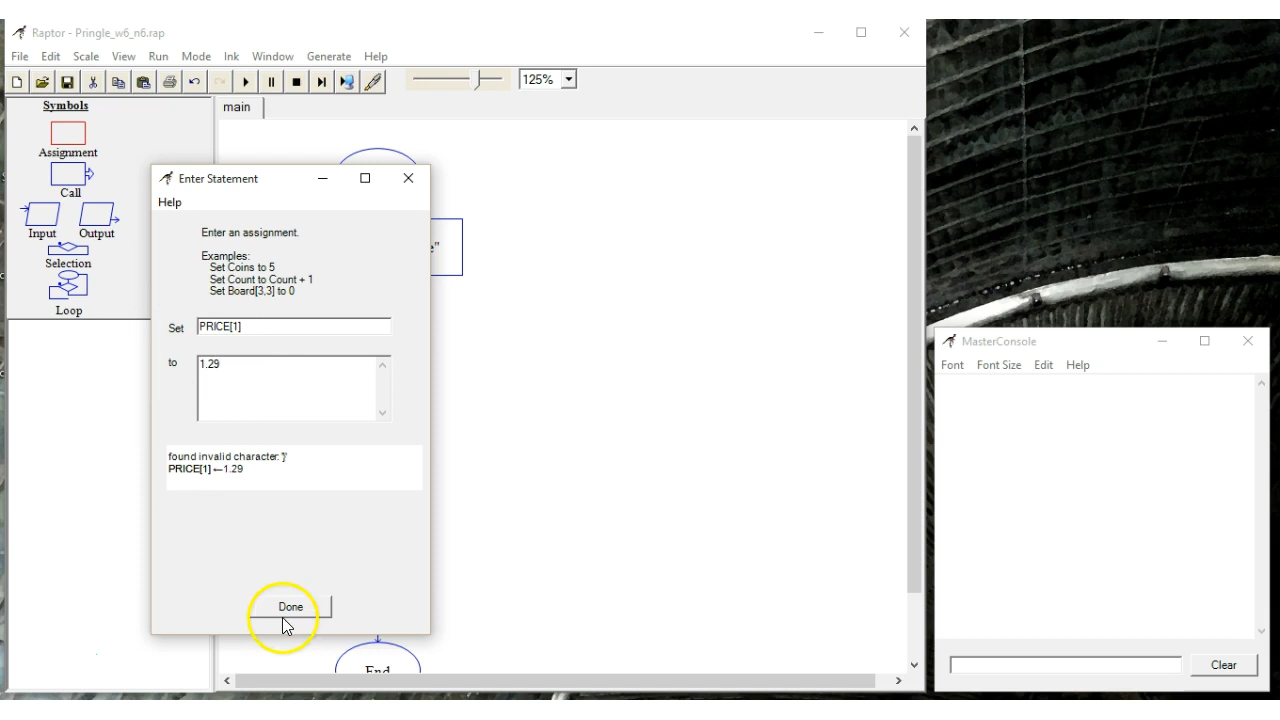 Raptor - Pringle_w6_n6.rap
File Edit Scale View Run Mode Ink Window Generate Help
125%
Symbols
Assignment
Call
Input Output
Selection
Loop
main
Enter Statement
Help
Enter an assignment.
Examples:
Set Coins to 5
Set Count to Count + 1
Set Board[3,3] to 0
Set PRICE[1]
to 1.29
found invalid character: ']'
PRICE[1]←1.29
Done
e"
End
MasterConsole
Font Font Size Edit Help
Clear